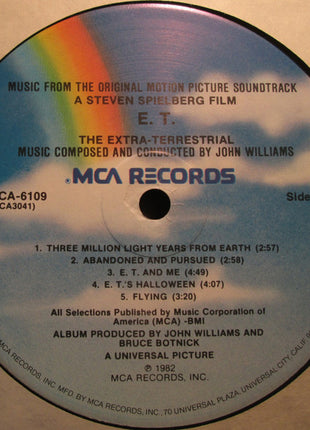 MUSIC FROM THE ORIGINAL MOTION PICTURE SOUNDTRACK
A STEVEN SPIELBERG FILM
E. T.
THE EXTRA-TERRESTRIAL
MUSIC COMPOSED AND CONDUCTED BY JOHN WILLIAMS
MCA RECORDS
CA-6109
CA3041)
Side
1. THREE MILLION LIGHT YEARS FROM EARTH (2:57)
2. ABANDONED AND PURSUED (2:58)
3. E. T. AND ME (4:49)
4. E. T.'S HALLOWEEN (4:07)
5. FLYING (3:20)
All Selections Published by Music Corporation of
America (MCA) -BMI
ALBUM PRODUCED BY JOHN WILLIAMS AND
BRUCE BOTNICK
A UNIVERSAL PICTURE
℗ 1982
MCA RECORDS, INC.
MCA RECORDS, INC. MFD. BY MCA RECORDS, INC., 70 UNIVERSAL PLAZA, UNIVERSAL CITY, CALIF.